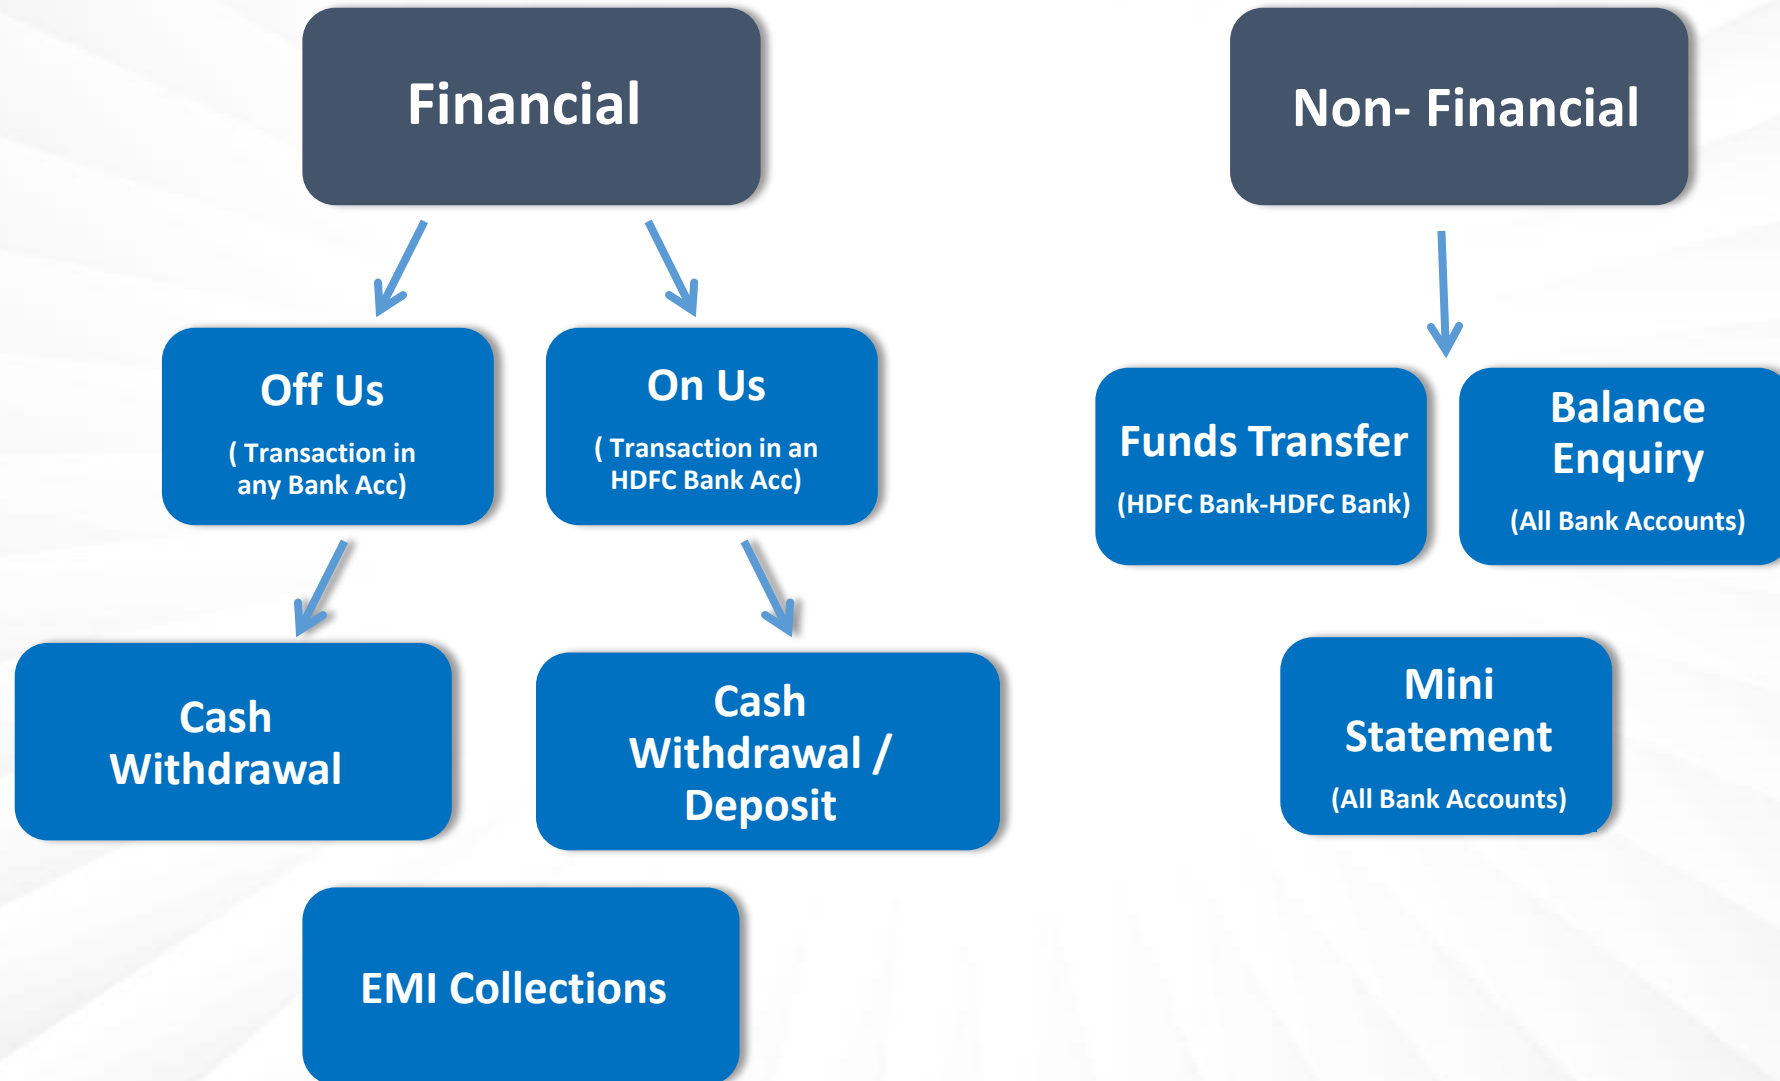 Financial
Non- Financial
Off Us
( Transaction in
any Bank Acc)
On Us
( Transaction in an
HDFC Bank Acc)
Funds Transfer
(HDFC Bank-HDFC Bank)
Balance
Enquiry
(All Bank Accounts)
Cash
Withdrawal
Cash
Withdrawal /
Deposit
Mini
Statement
(All Bank Accounts)
EMI Collections